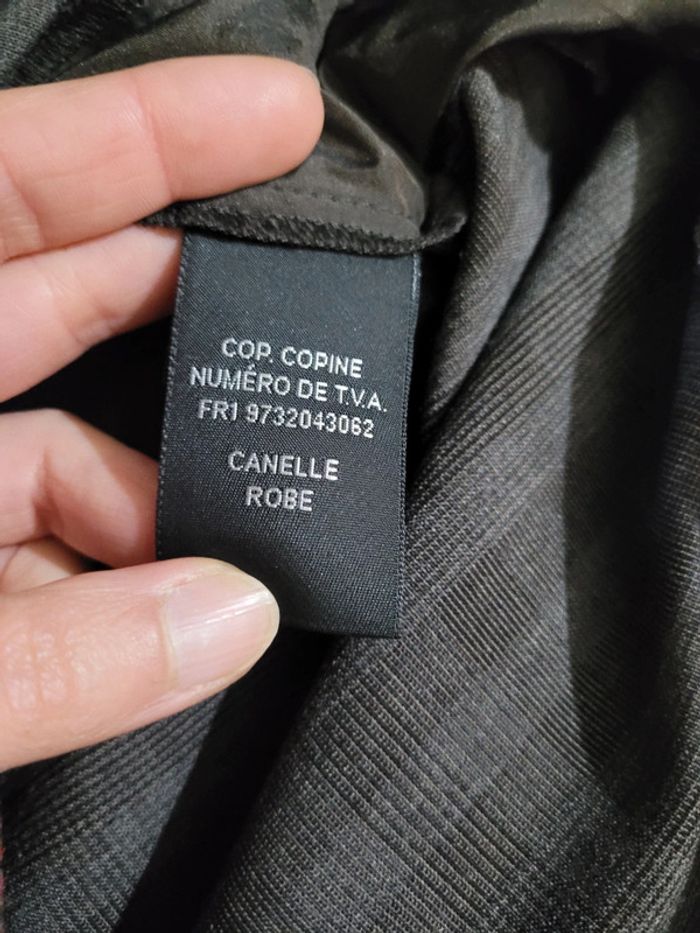 COP. COPINE
NUMÉRO DE T.V.A.
FR1 9732043062
CANELLE
ROBE